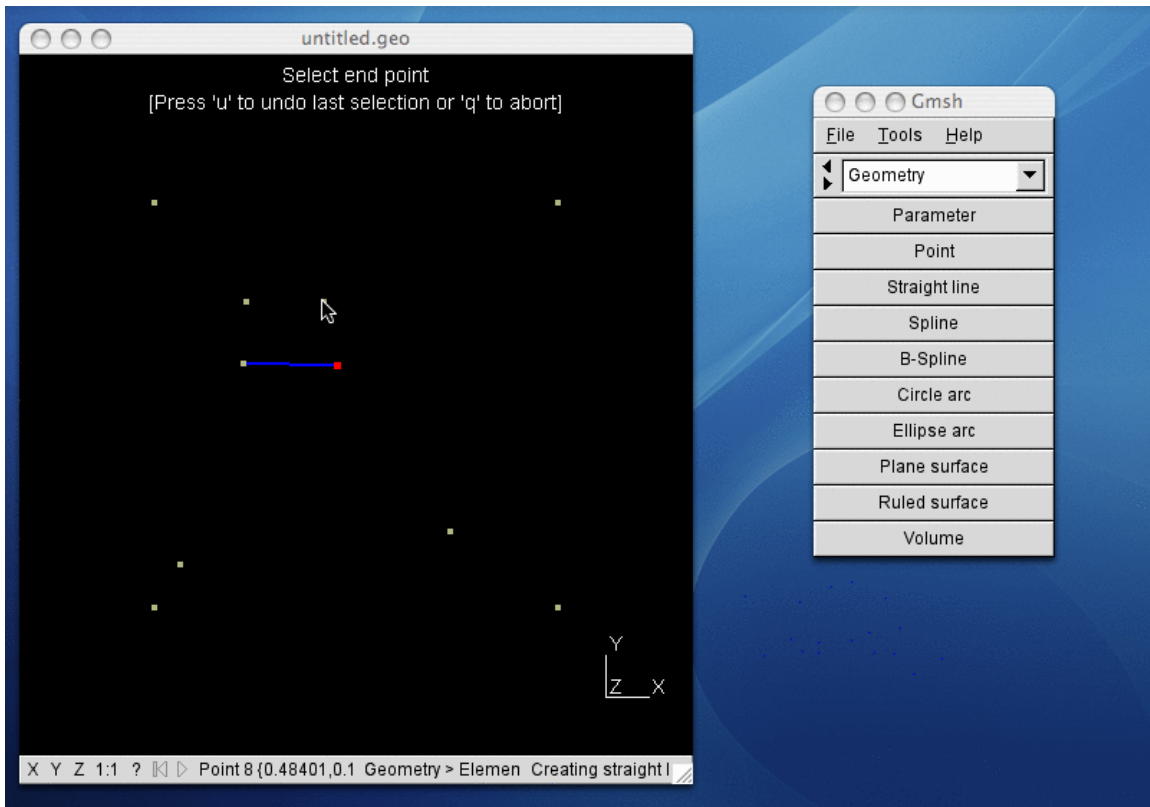 untitled.geo
Select end point
[Press 'u' to undo last selection or 'q' to abort]
Y
Z X
X Y Z 1:1 ? Point 8 {0.48401,0.1 Geometry > Elemen Creating straight l
Gmsh
File Tools Help
Geometry
Parameter
Point
Straight line
Spline
B-Spline
Circle arc
Ellipse arc
Plane surface
Ruled surface
Volume